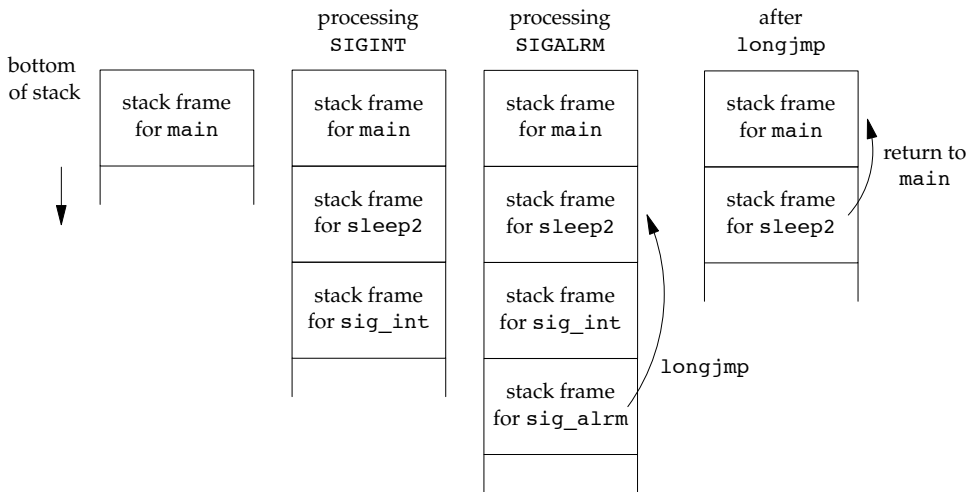 processing
SIGINT
processing
SIGALRM
after
longjmp
bottom
of stack
stack frame
for main
stack frame
for main
stack frame
for main
stack frame
for main
return to
main
stack frame
for sleep2
stack frame
for sleep2
stack frame
for sleep2
stack frame
for sig_int
stack frame
for sig_int
longjmp
stack frame
for sig_alrm